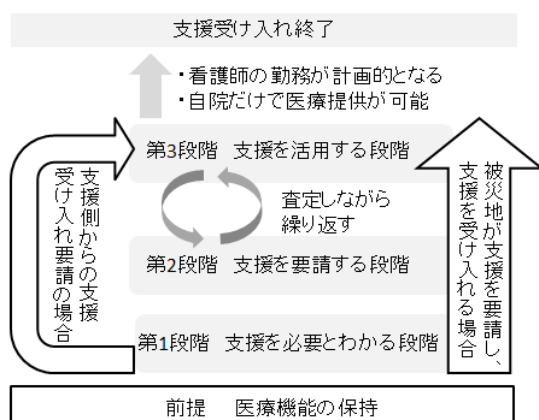 支援受け入れ終了
・看護師の勤務が計画的となる
・自院だけで医療提供が可能
第3段階 支援を活用する段階
査定しながら
繰り返す
第2段階 支援を要請する段階
第1段階 支援を必要とわかる段階
支援側からの支援
受け入れ要請の場合
被災地が支援を要請し、
支援を受け入れる場合
前提 医療機能の保持